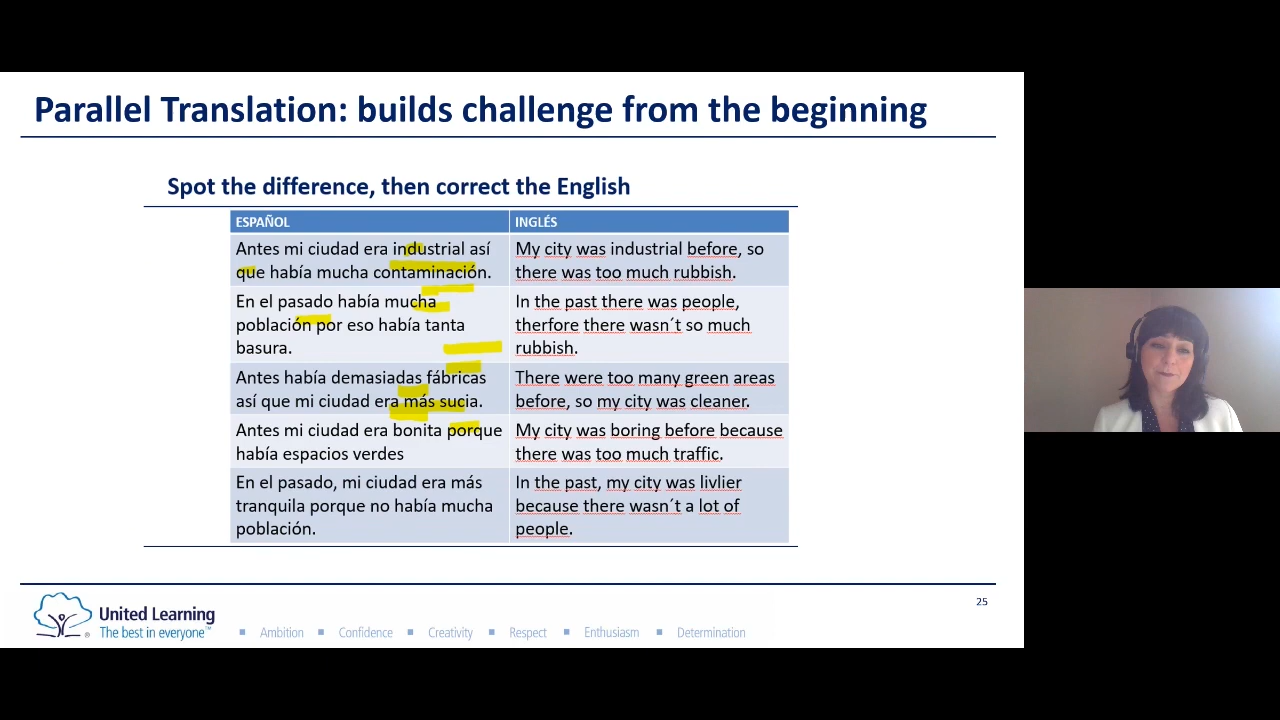 Parallel Translation: builds challenge from the beginning
Spot the difference, then correct the English
ESPAÑOL
INGLÉS
Antes mi ciudad era industrial así
que había mucha contaminación.
My city was industrial before, so
there was too much rubbish.
En el pasado había mucha
población por eso había tanta
basura.
In the past there was people,
therfore there wasn´t so much
rubbish.
Antes había demasiadas fábricas
así que mi ciudad era más sucia.
There were too many green areas
before, so my city was cleaner.
Antes mi ciudad era bonita porque
había espacios verdes
My city was boring before because
there was too much traffic.
En el pasado, mi ciudad era más
tranquila porque no había mucha
población.
In the past, my city was livlier
because there wasn´t a lot of
people.
25
United Learning
The best in everyone™
®
▪ Ambition ▪ Confidence ▪ Creativity ▪ Respect ▪ Enthusiasm ▪ Determination